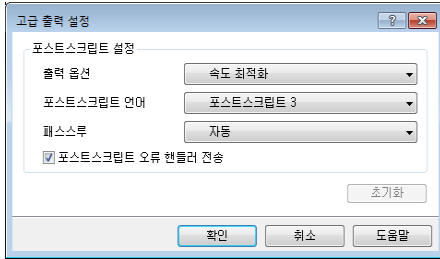 고급 출력 설정
포스트스크립트 설정
출력 옵션 속도 최적화
포스트스크립트 언어 포스트스크립트 3
패스스루 자동
포스트스크립트 오류 핸들러 전송
초기화
확인 취소 도움말